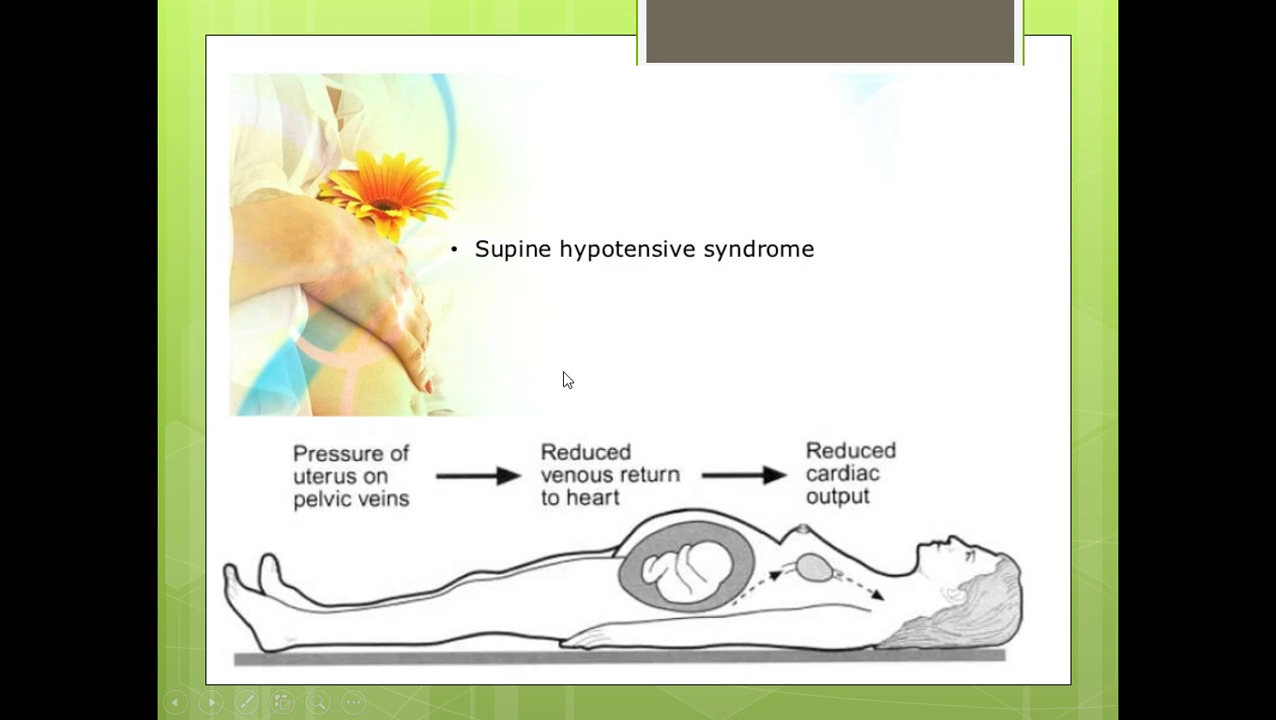 • Supine hypotensive syndrome
Pressure of
uterus on
pelvic veins
Reduced
venous return
to heart
Reduced
cardiac
output